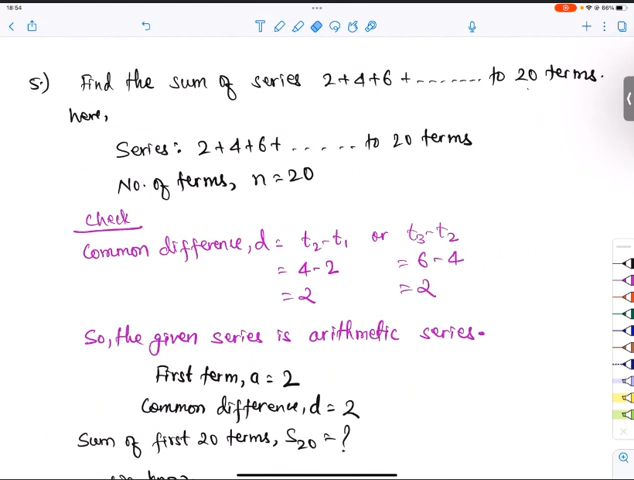 18:54
66%
5.) Find the sum of series 2+4+6+....... to 20 terms.
here,
Series: 2+4+6+ ...... to 20 terms
No. of terms, n=20
Check
Common difference, d = t₂-t₁ or t₃-t₂
= 4-2 = 6-4
= 2 = 2
So, the given series is arithmetic series.
First term, a = 2
Common difference, d = 2
Sum of first 20 terms, S₂₀ = ?